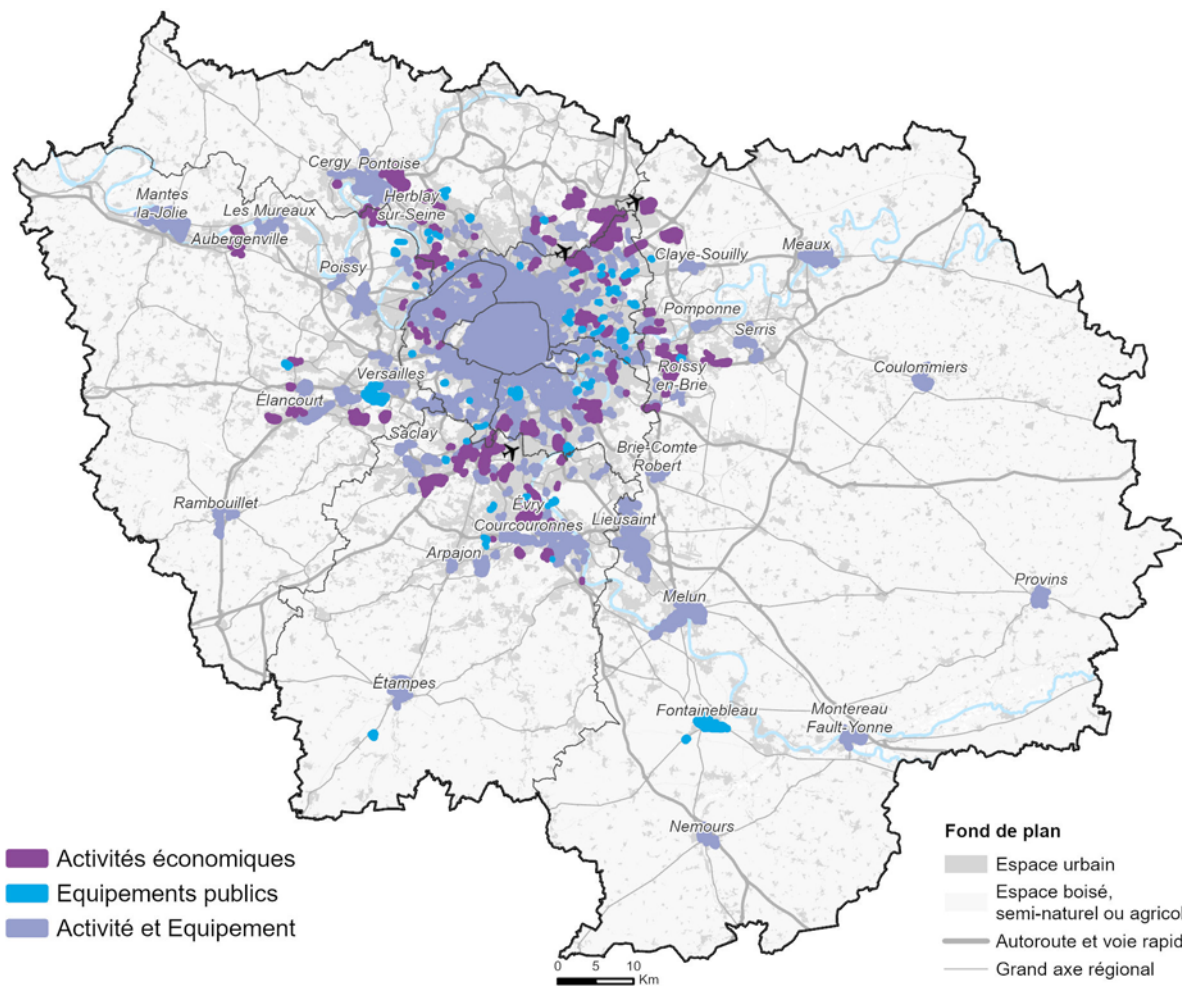 Cergy Pontoise
Mantes
la-Jolie
Les Mureaux
Herblay
sur-Seine
Aubergenville
Poissy
Claye-Souilly
Meaux
Pomponne
Serris
Versailles
Roissy
en-Brie
Coulommiers
Élancourt
Saclay
Brie-Comte
Robert
Rambouillet
Évry
Courcouronnes
Lieusaint
Arpajon
Melun
Provins
Étampes
Fontainebleau
Montereau
Fault-Yonne
Nemours
Activités économiques
Equipements publics
Activité et Equipement
Fond de plan
Espace urbain
Espace boisé,
semi-naturel ou agricol
Autoroute et voie rapid
Grand axe régional
0 5 10
Km